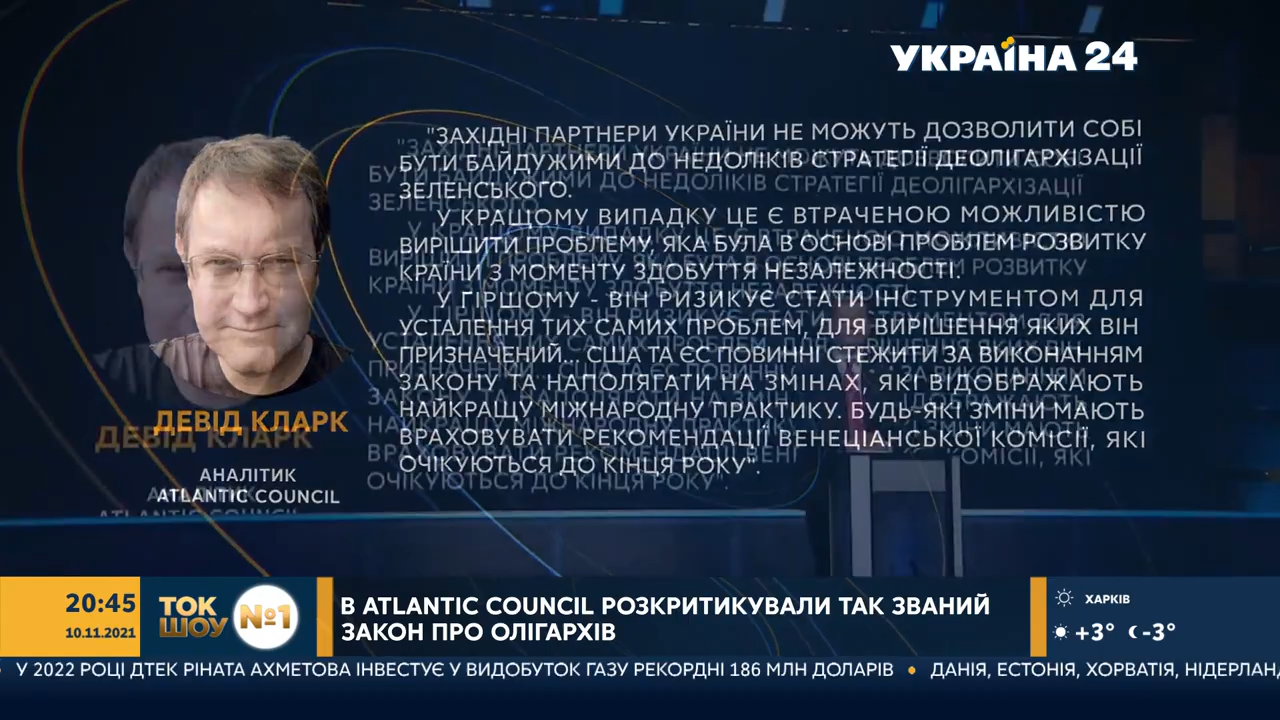 УКРАЇНА 24
"ЗАХІДНІ ПАРТНЕРИ УКРАЇНИ НЕ МОЖУТЬ ДОЗВОЛИТИ СОБІ
БУТИ БАЙДУЖИМИ ДО НЕДОЛІКІВ СТРАТЕГІЇ ДЕОЛІГАРХІЗАЦІЇ
ЗЕЛЕНСЬКОГО.
У КРАЩОМУ ВИПАДКУ ЦЕ Є ВТРАЧЕНОЮ МОЖЛИВІСТЮ
ВИРІШИТИ ПРОБЛЕМУ, ЯКА БУЛА В ОСНОВІ ПРОБЛЕМ РОЗВИТКУ
КРАЇНИ З МОМЕНТУ ЗДОБУТТЯ НЕЗАЛЕЖНОСТІ.
У ГІРШОМУ - ВІН РИЗИКУЄ СТАТИ ІНСТРУМЕНТОМ ДЛЯ
УСТАЛЕННЯ ТИХ САМИХ ПРОБЛЕМ, ДЛЯ ВИРІШЕННЯ ЯКИХ ВІН
ПРИЗНАЧЕНИЙ... США ТА ЄС ПОВИННІ СТЕЖИТИ ЗА ВИКОНАННЯМ
ЗАКОНУ ТА НАПОЛЯГАТИ НА ЗМІНАХ, ЯКІ ВІДОБРАЖАЮТЬ
НАЙКРАЩУ МІЖНАРОДНУ ПРАКТИКУ. БУДЬ-ЯКІ ЗМІНИ МАЮТЬ
ВРАХОВУВАТИ РЕКОМЕНДАЦІЇ ВЕНЕЦІАНСЬКОЇ КОМІСІЇ, ЯКІ
ОЧІКУЮТЬСЯ ДО КІНЦЯ РОКУ".
ДЕВІД КЛАРК
АНАЛІТИК
ATLANTIC COUNCIL
20:45
10.11.2021
ТОК
ШОУ
№1
В ATLANTIC COUNCIL РОЗКРИТИКУВАЛИ ТАК ЗВАНИЙ
ЗАКОН ПРО ОЛІГАРХІВ
ХАРКІВ
+3° -3°
У 2022 РОЦІ ДТЕК РІНАТА АХМЕТОВА ІНВЕСТУЄ У ВИДОБУТОК ГАЗУ РЕКОРДНІ 186 МЛН ДОЛАРІВ • ДАНІЯ, ЕСТОНІЯ, ХОРВАТІЯ, НІДЕРЛАН